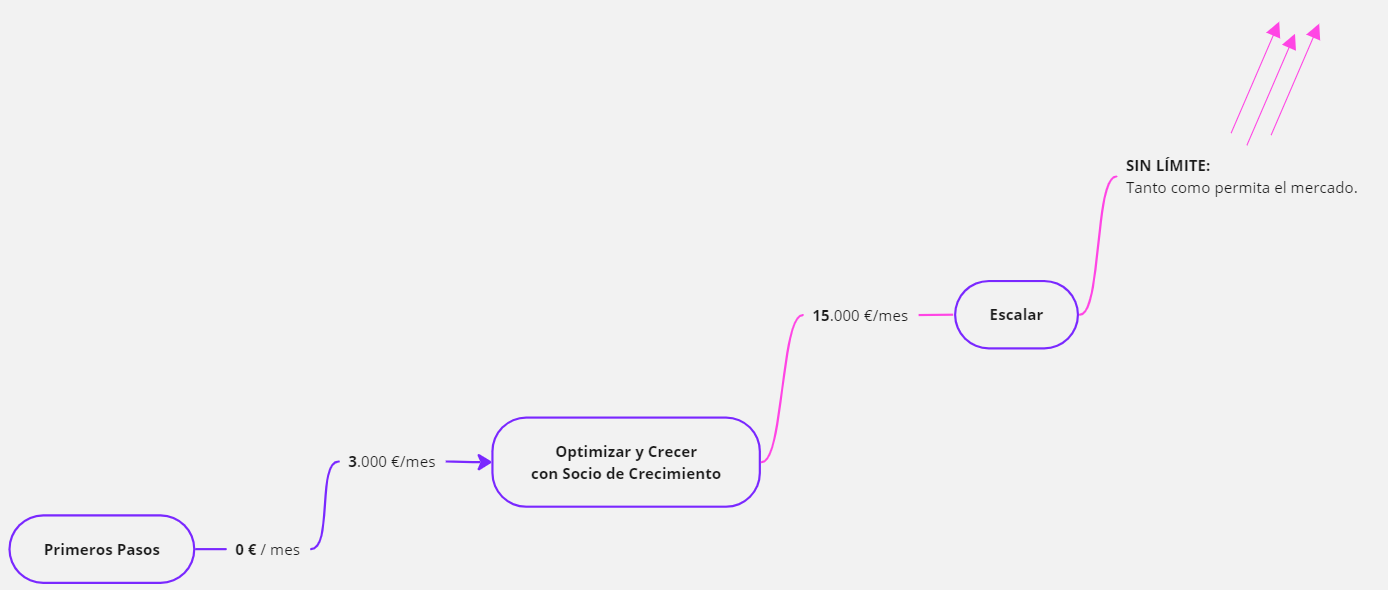 SIN LÍMITE:
Tanto como permita el mercado.
15.000 €/mes
Escalar
Optimizar y Crecer
con Socio de Crecimiento
3.000 €/mes
Primeros Pasos
0 € / mes